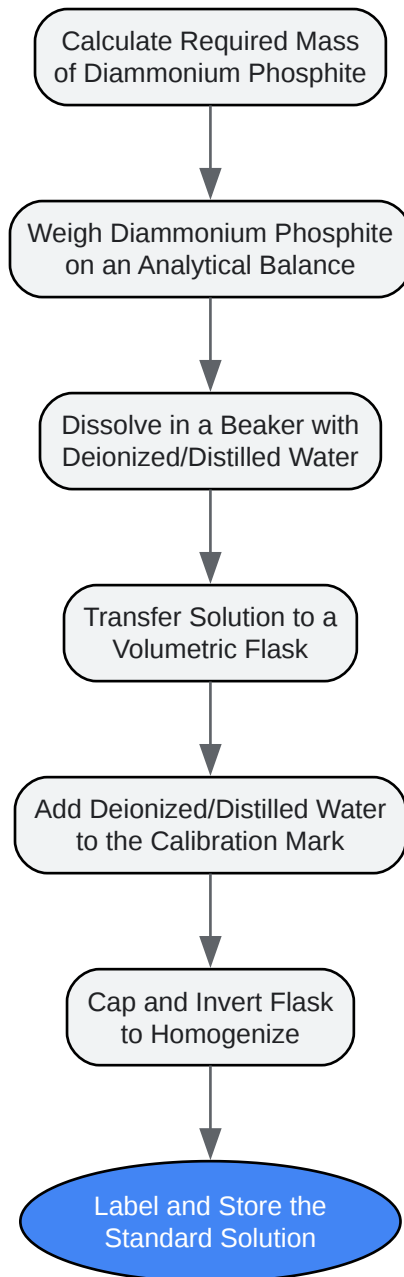 Calculate Required Mass
of Diammonium Phosphite
Weigh Diammonium Phosphite
on an Analytical Balance
Dissolve in a Beaker with
Deionized/Distilled Water
Transfer Solution to a
Volumetric Flask
Add Deionized/Distilled Water
to the Calibration Mark
Cap and Invert Flask
to Homogenize
Label and Store the
Standard Solution